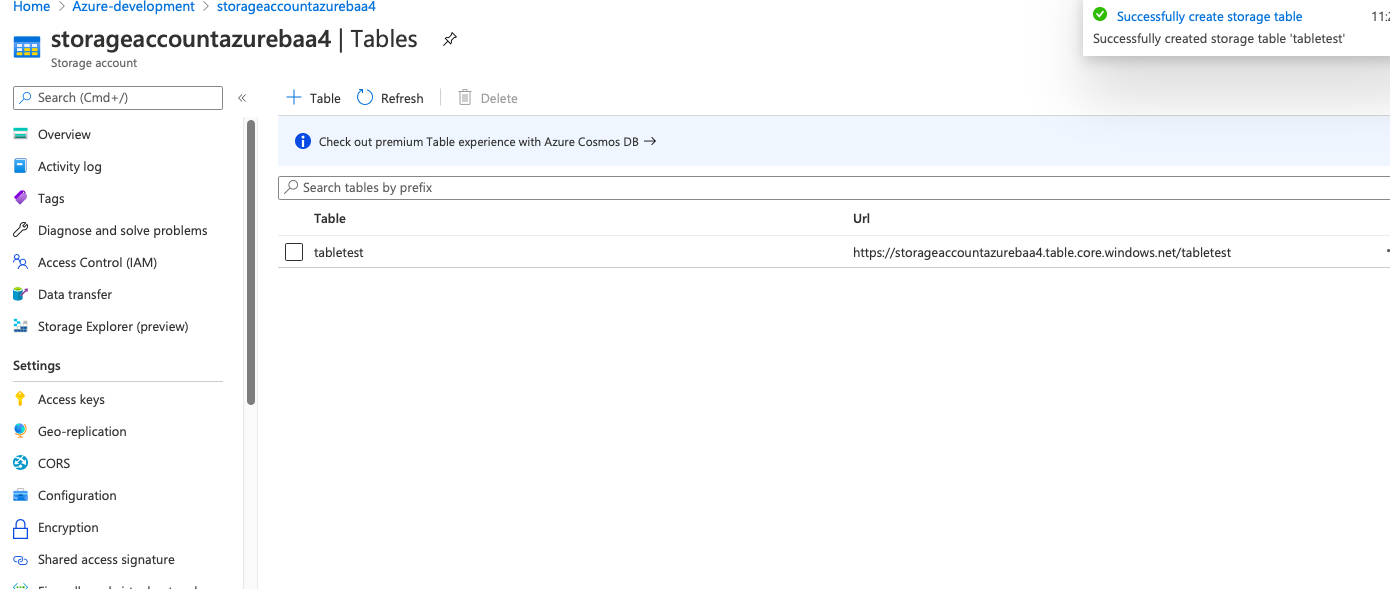 Home > Azure-development > storageaccountazurebaa4
storageaccountazurebaa4 | Tables
Storage account
Successfully create storage table
Successfully created storage table 'tabletest'
Search (Cmd+/)
«
Overview
Activity log
Tags
Diagnose and solve problems
Access Control (IAM)
Data transfer
Storage Explorer (preview)
Settings
Access keys
Geo-replication
CORS
Configuration
Encryption
Shared access signature
+ Table Refresh Delete
Check out premium Table experience with Azure Cosmos DB →
Search tables by prefix
Table Url
tabletest https://storageaccountazurebaa4.table.core.windows.net/tabletest